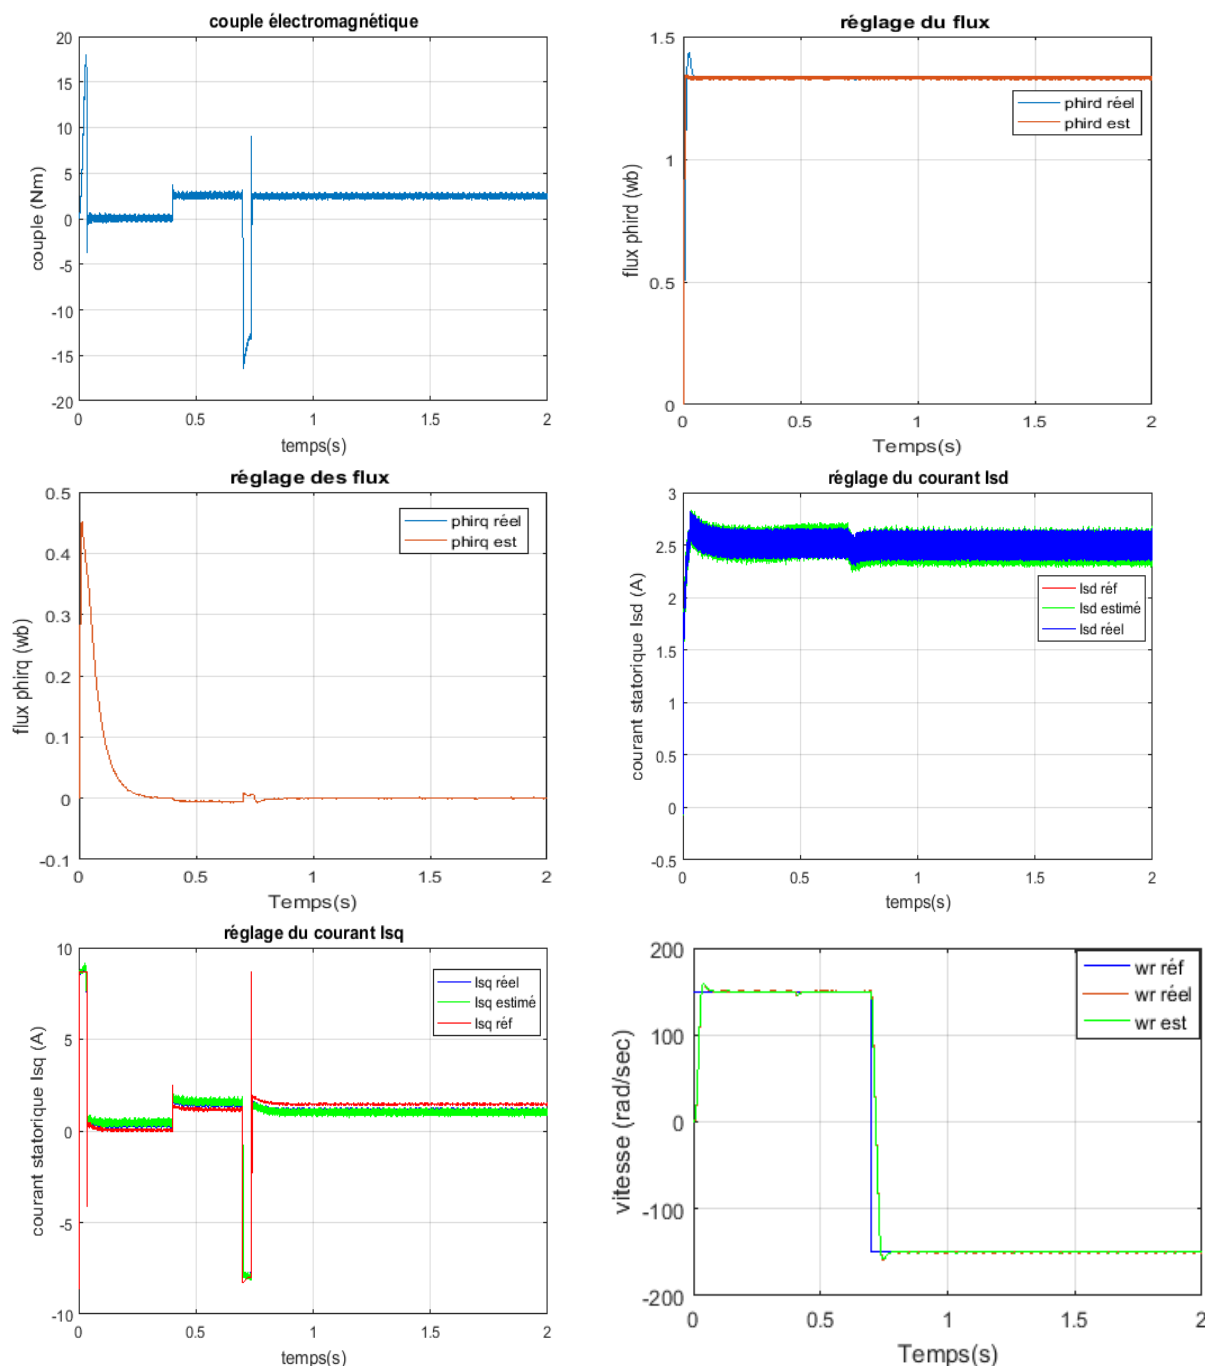 couple électromagnétique
20
15
10
5
0
-5
-10
-15
-20
couple (Nm)
0 0.5 1 1.5 2
temps(s)
réglage du flux
1.5
1
0.5
0
flux phird (wb)
phird réel
phird est
0 0.5 1 1.5 2
Temps(s)
réglage des flux
0.5
0.4
0.3
0.2
0.1
0
-0.1
flux phirq (wb)
phirq réel
phirq est
0 0.5 1 1.5 2
Temps(s)
réglage du courant Isd
3
2.5
2
1.5
1
0.5
0
-0.5
courant statorique Isd (A)
Isd réf
Isd estimé
Isd réel
0 0.5 1 1.5 2
temps(s)
réglage du courant Isq
10
5
0
-5
-10
courant statorique Isq (A)
Isq réel
Isq estimé
Isq réf
0 0.5 1 1.5 2
temps(s)
200
100
0
-100
-200
vitesse (rad/sec)
wr réf
wr réel
wr est
0 0.5 1 1.5 2
Temps(s)